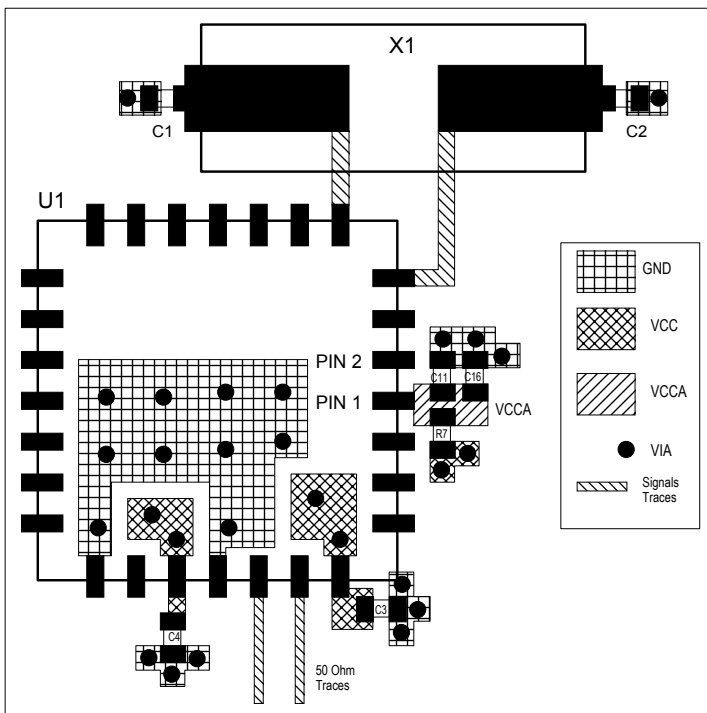 X1
C1
C2
U1
GND
VCC
VCCA
VIA
Signals
Traces
PIN 2
PIN 1
C11
C16
VCCA
R7
C3
C4
50 Ohm
Traces